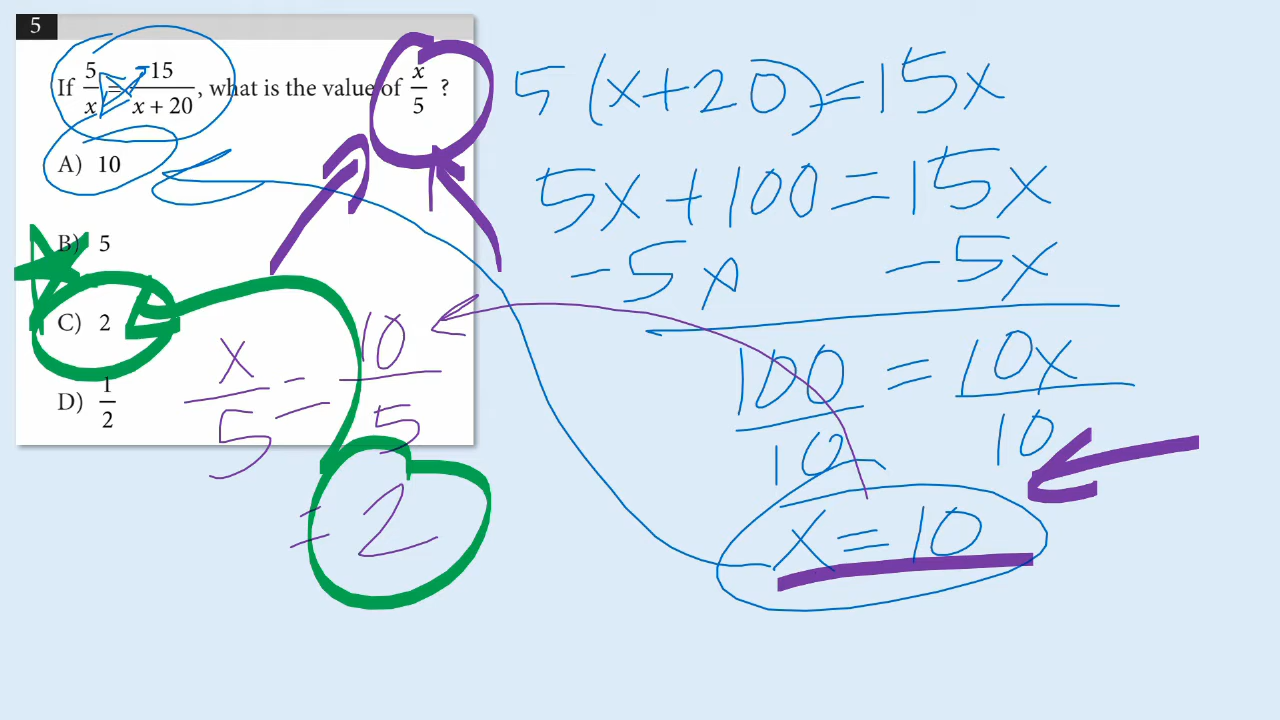 5
If 5/x = 15/(x + 20), what is the value of x/5 ?
A) 10
B) 5
C) 2
D) 1/2
x/5 = 10/5
= 2
5(x+20)=15x
5x+100=15x
-5x -5x
100/10 = 10x/10
x=10